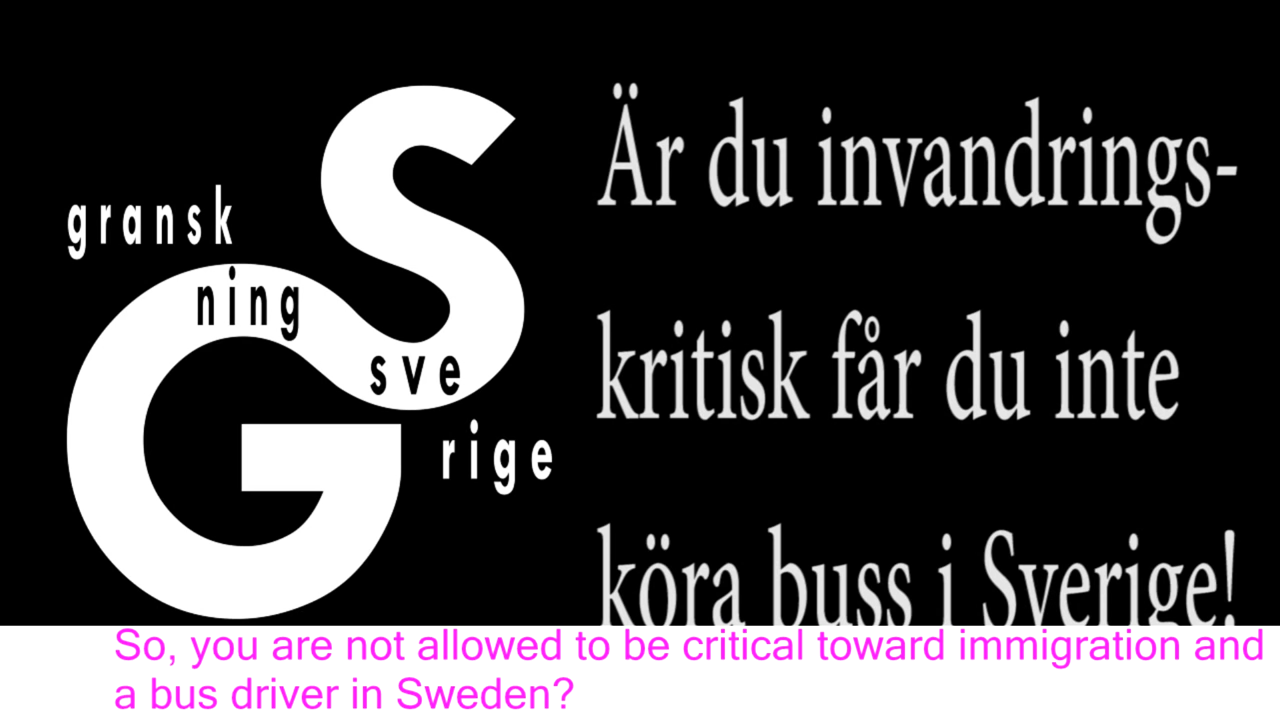 gransk
ning
sve
rige
Är du invandrings-
kritisk får du inte
köra buss i Sverige!
So, you are not allowed to be critical toward immigration and
a bus driver in Sweden?